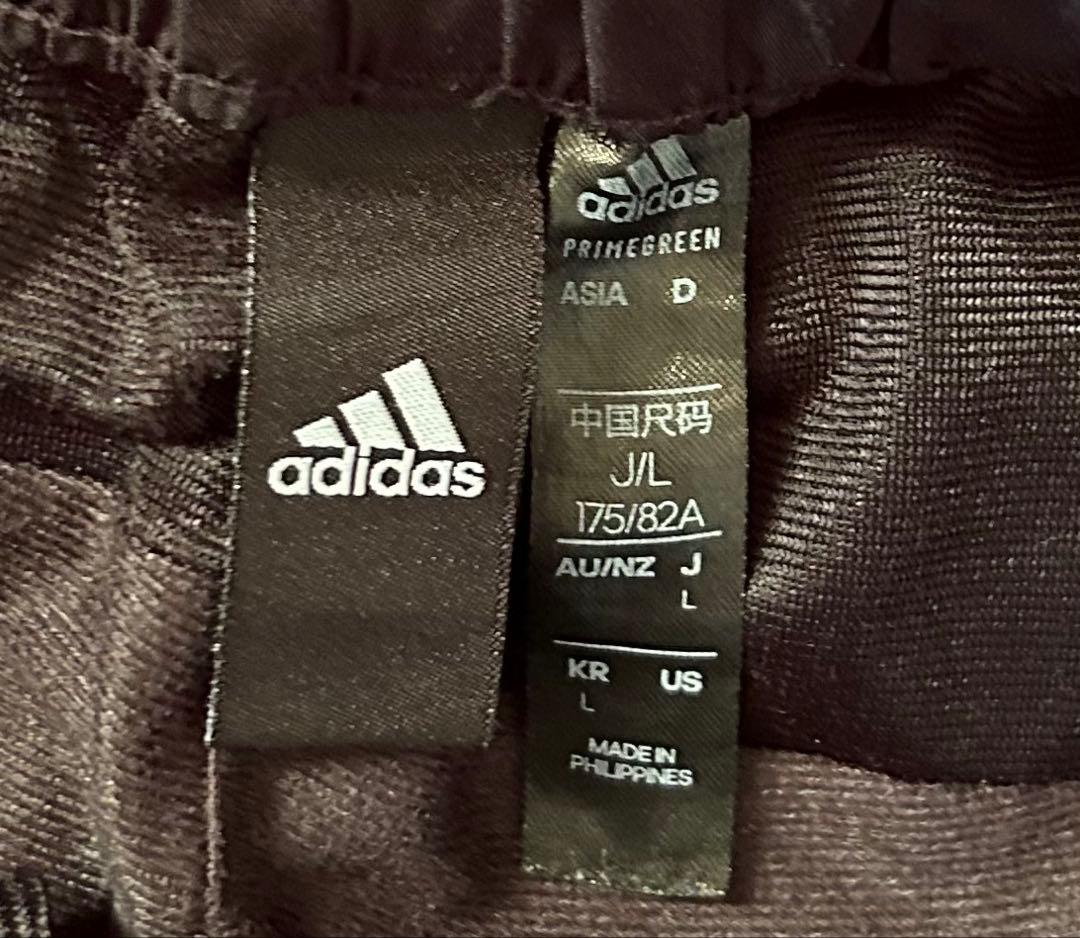 adidas
adidas
PRIMEGREEN
ASIA D
中国尺码
J/L
175/82A
AU/NZ J
L
KR US
L
MADE IN
PHILIPPINES